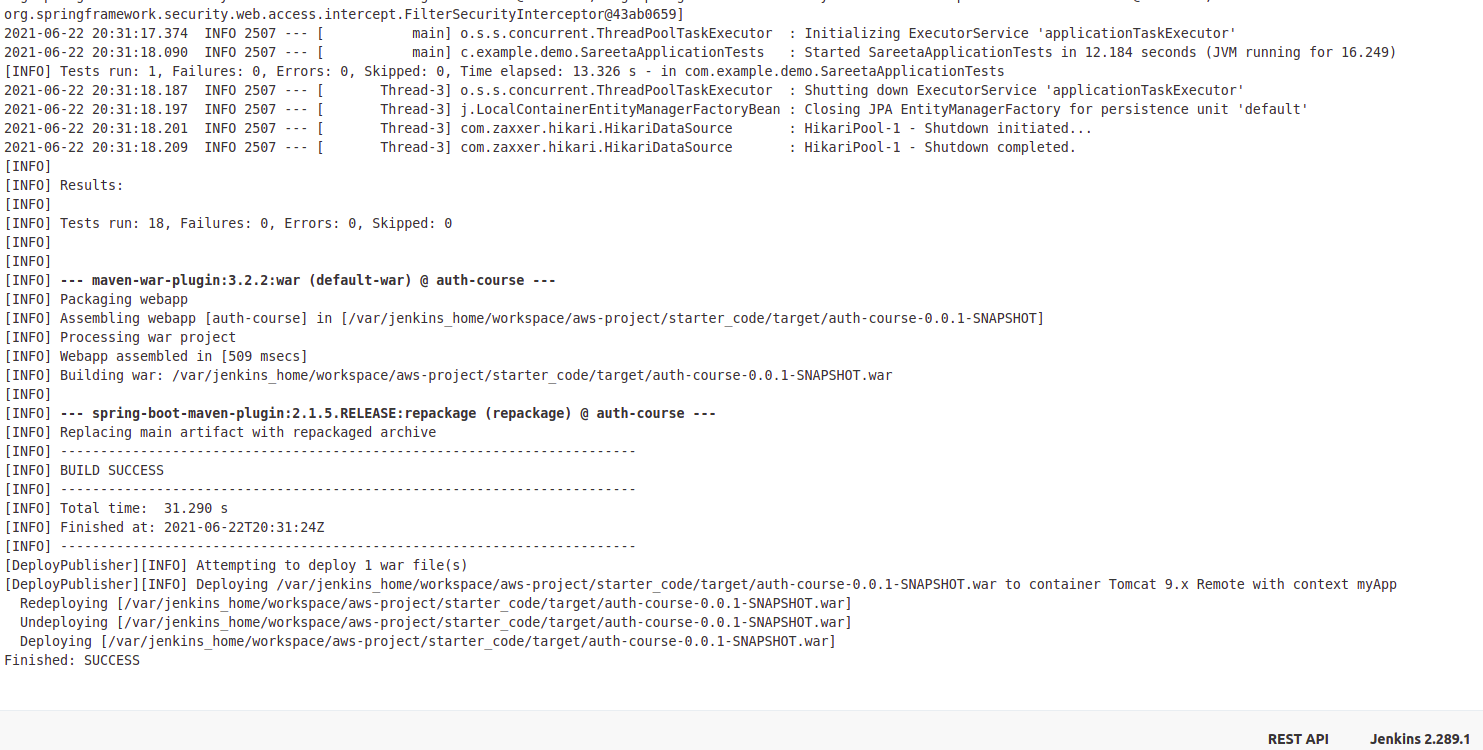 org.springframework.security.web.access.intercept.FilterSecurityInterceptor@43ab0659]
2021-06-22 20:31:17.374  INFO 2507 --- [           main] o.s.s.concurrent.ThreadPoolTaskExecutor  : Initializing ExecutorService 'applicationTaskExecutor'
2021-06-22 20:31:18.090  INFO 2507 --- [           main] c.example.demo.SareetaApplicationTests   : Started SareetaApplicationTests in 12.184 seconds (JVM running for 16.249)
[INFO] Tests run: 1, Failures: 0, Errors: 0, Skipped: 0, Time elapsed: 13.326 s - in com.example.demo.SareetaApplicationTests
2021-06-22 20:31:18.187  INFO 2507 --- [       Thread-3] o.s.s.concurrent.ThreadPoolTaskExecutor  : Shutting down ExecutorService 'applicationTaskExecutor'
2021-06-22 20:31:18.197  INFO 2507 --- [       Thread-3] j.LocalContainerEntityManagerFactoryBean : Closing JPA EntityManagerFactory for persistence unit 'default'
2021-06-22 20:31:18.201  INFO 2507 --- [       Thread-3] com.zaxxer.hikari.HikariDataSource       : HikariPool-1 - Shutdown initiated...
2021-06-22 20:31:18.209  INFO 2507 --- [       Thread-3] com.zaxxer.hikari.HikariDataSource       : HikariPool-1 - Shutdown completed.
[INFO]
[INFO] Results:
[INFO]
[INFO] Tests run: 18, Failures: 0, Errors: 0, Skipped: 0
[INFO]
[INFO]
[INFO] --- maven-war-plugin:3.2.2:war (default-war) @ auth-course ---
[INFO] Packaging webapp
[INFO] Assembling webapp [auth-course] in [/var/jenkins_home/workspace/aws-project/starter_code/target/auth-course-0.0.1-SNAPSHOT]
[INFO] Processing war project
[INFO] Webapp assembled in [509 msecs]
[INFO] Building war: /var/jenkins_home/workspace/aws-project/starter_code/target/auth-course-0.0.1-SNAPSHOT.war
[INFO]
[INFO] --- spring-boot-maven-plugin:2.1.5.RELEASE:repackage (repackage) @ auth-course ---
[INFO] Replacing main artifact with repackaged archive
[INFO] ------------------------------------------------------------------------
[INFO] BUILD SUCCESS
[INFO] ------------------------------------------------------------------------
[INFO] Total time:  31.290 s
[INFO] Finished at: 2021-06-22T20:31:24Z
[INFO] ------------------------------------------------------------------------
[DeployPublisher][INFO] Attempting to deploy 1 war file(s)
[DeployPublisher][INFO] Deploying /var/jenkins_home/workspace/aws-project/starter_code/target/auth-course-0.0.1-SNAPSHOT.war to container Tomcat 9.x Remote with context myApp
  Redeploying [/var/jenkins_home/workspace/aws-project/starter_code/target/auth-course-0.0.1-SNAPSHOT.war]
  Undeploying [/var/jenkins_home/workspace/aws-project/starter_code/target/auth-course-0.0.1-SNAPSHOT.war]
  Deploying [/var/jenkins_home/workspace/aws-project/starter_code/target/auth-course-0.0.1-SNAPSHOT.war]
Finished: SUCCESS
REST API Jenkins 2.289.1